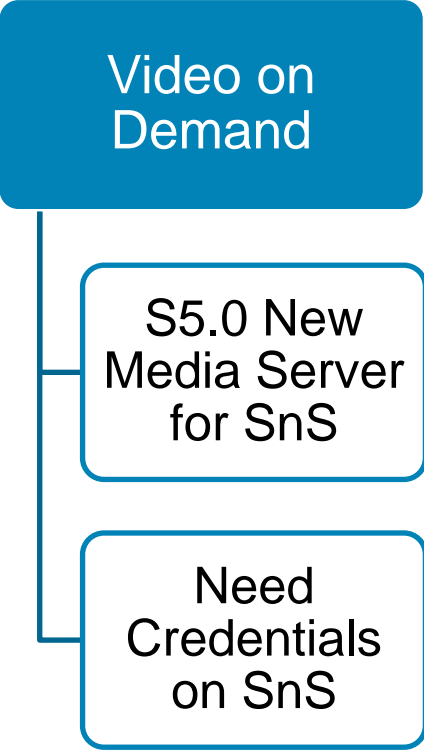 Video on
Demand
S5.0 New
Media Server
for SnS
Need
Credentials
on SnS